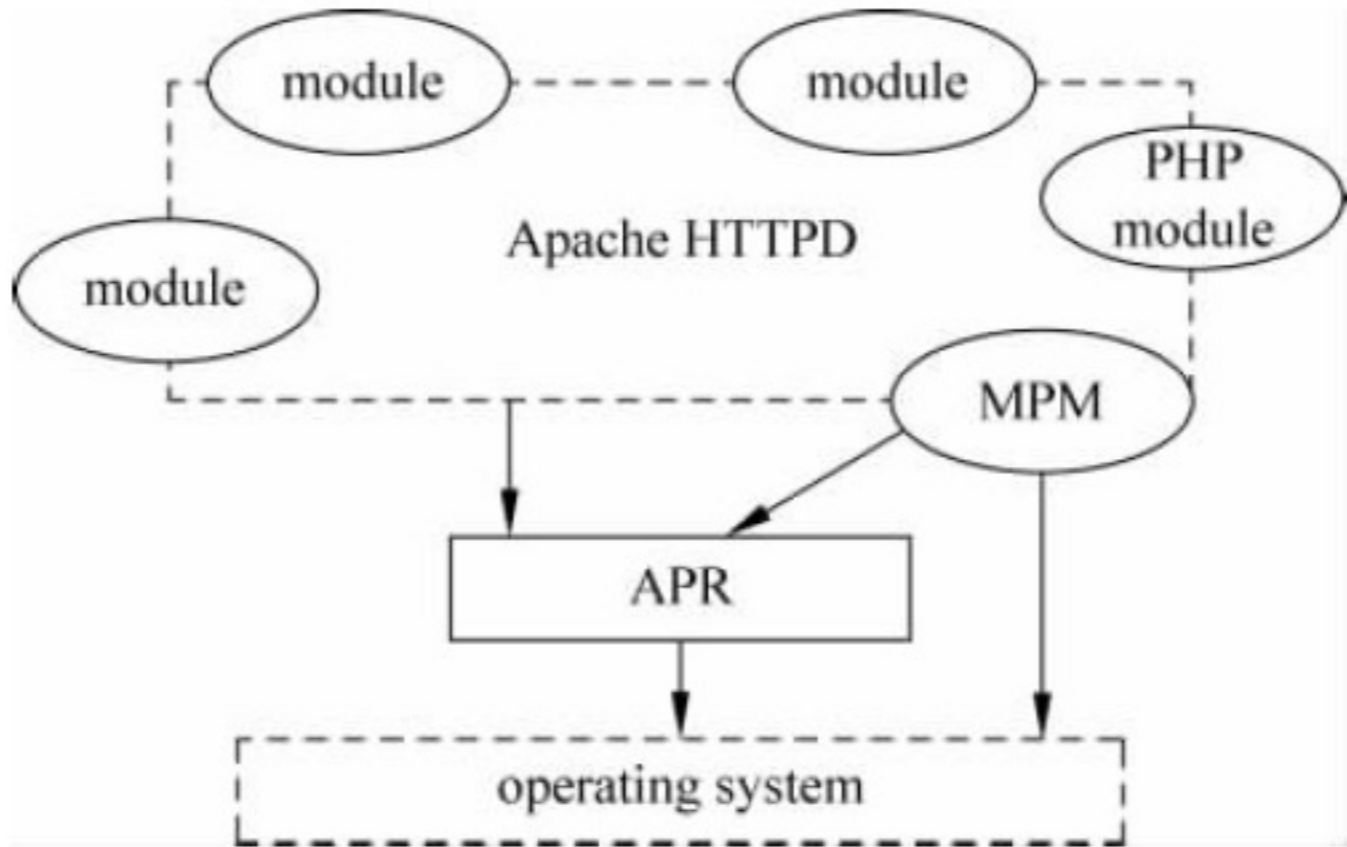 module
module
PHP
module
Apache HTTPD
module
MPM
APR
operating system